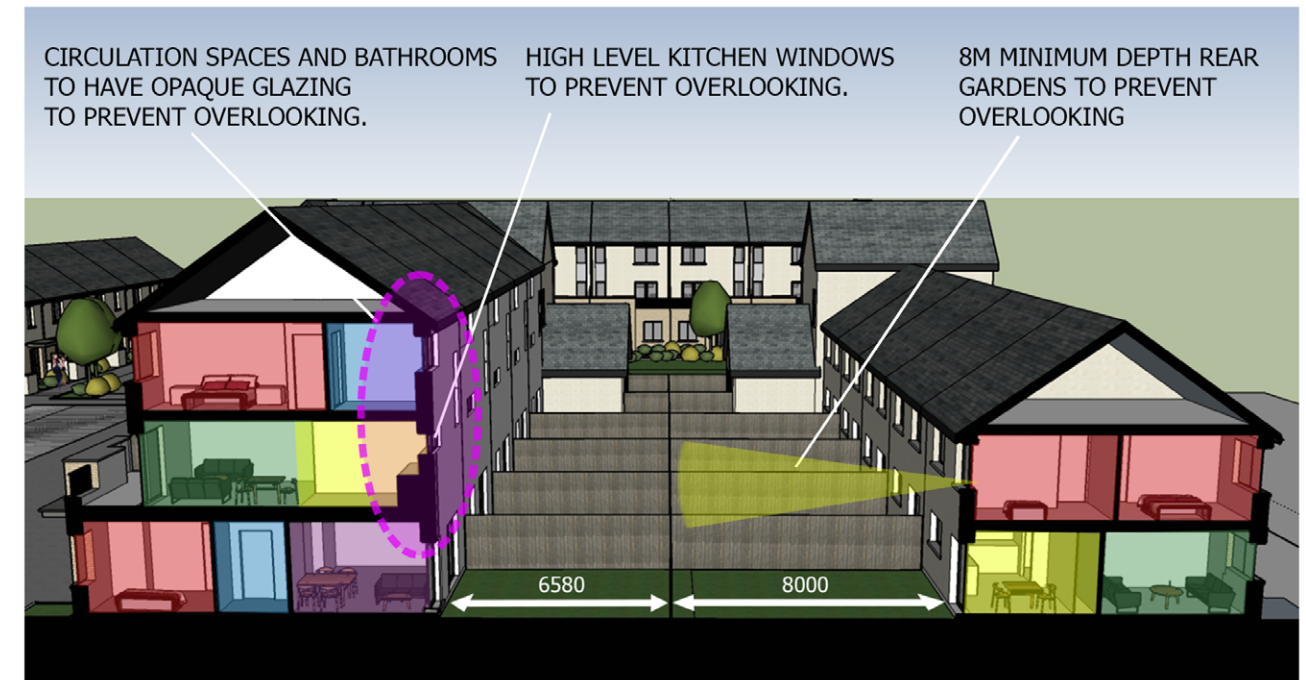 CIRCULATION SPACES AND BATHROOMS
TO HAVE OPAQUE GLAZING
TO PREVENT OVERLOOKING.
HIGH LEVEL KITCHEN WINDOWS
TO PREVENT OVERLOOKING.
8M MINIMUM DEPTH REAR
GARDENS TO PREVENT
OVERLOOKING
6580
8000